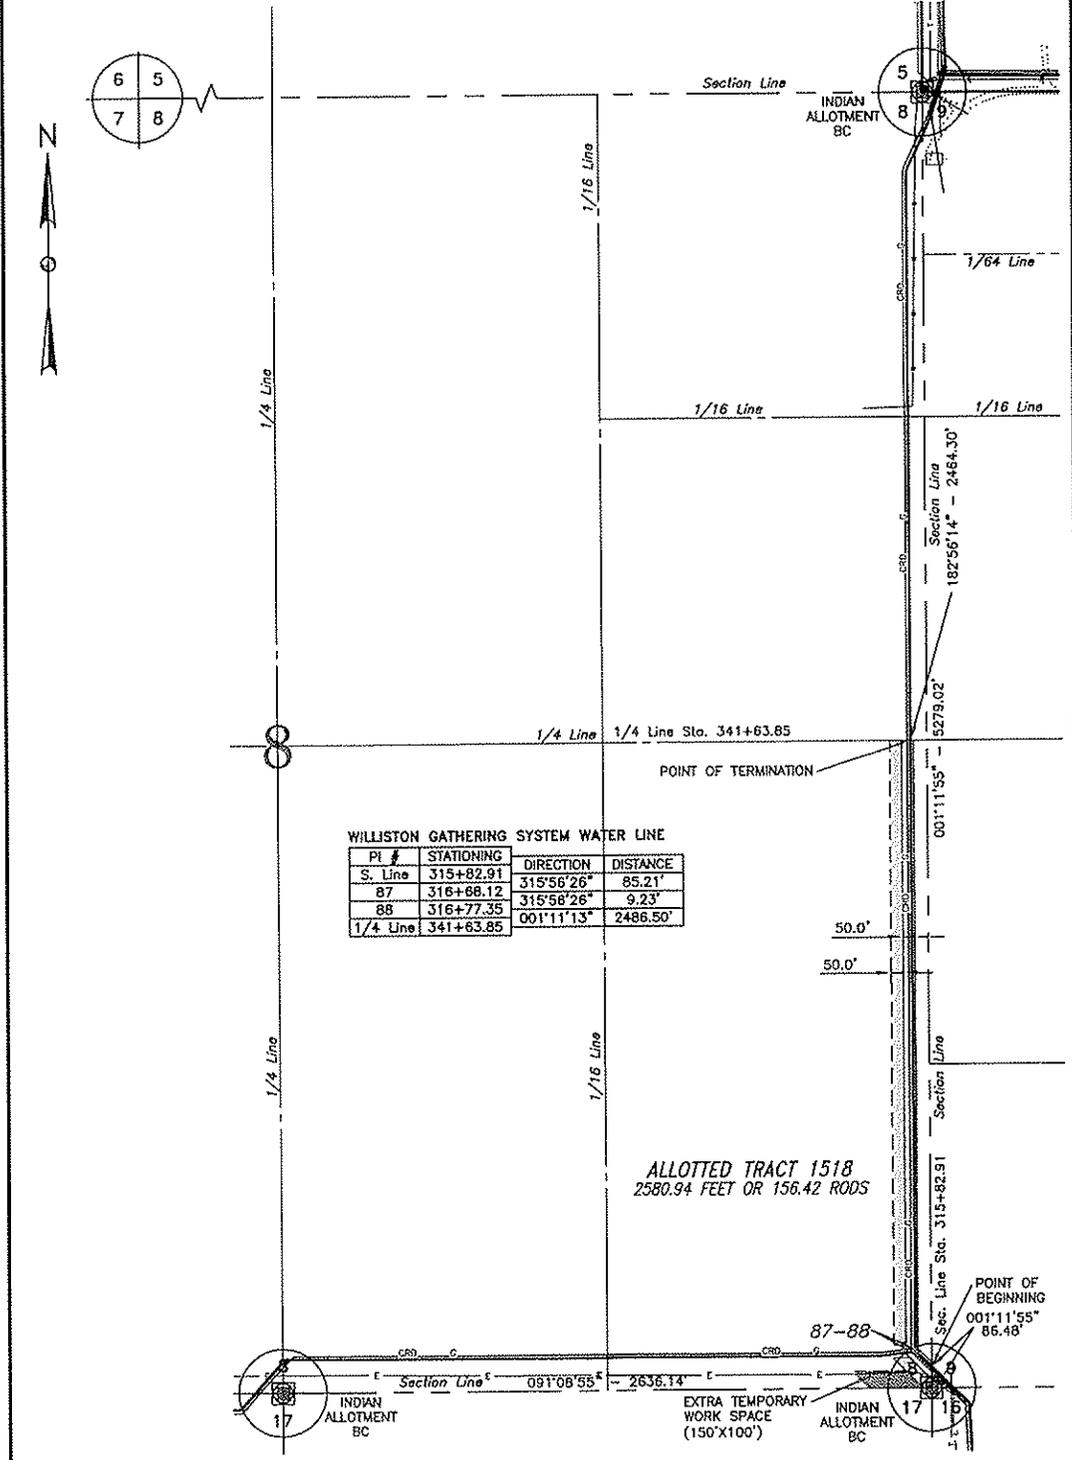 6 5
7 8
N
Section Line
5
8 9
INDIAN
ALLOTMENT
BC
1/16 Line
1/64 Line
1/4 Line
1/16 Line
1/16 Line
G
CRD
Section Line
182°56'14" - 2464.30'
G
CRD
8
1/4 Line
1/4 Line Sta. 341+63.85
POINT OF TERMINATION
001°11'55" - 5279.02'
WILLISTON GATHERING SYSTEM WATER LINE
PI # STATIONING DIRECTION DISTANCE
S. Line 315+82.91
315°56'26" 85.21'
87 316+68.12
315°56'26" 9.23'
88 316+77.35
001°11'13" 2486.50'
1/4 Line 341+63.85
G
CRD
50.0'
50.0'
1/4 Line
1/16 Line
Section Line
ALLOTTED TRACT 1518
2580.94 FEET OR 156.42 RODS
Sec. Line Sta. 315+82.91
G
CRD
POINT OF
BEGINNING
001°11'55"
86.48'
87-88
CRD G CRD G
8
17
E E E E E
Section Line 091°08'55" ~ 2636.14'
INDIAN
ALLOTMENT
BC
EXTRA TEMPORARY
WORK SPACE
(150'X100')
INDIAN
ALLOTMENT
BC
8 9
17 16
T